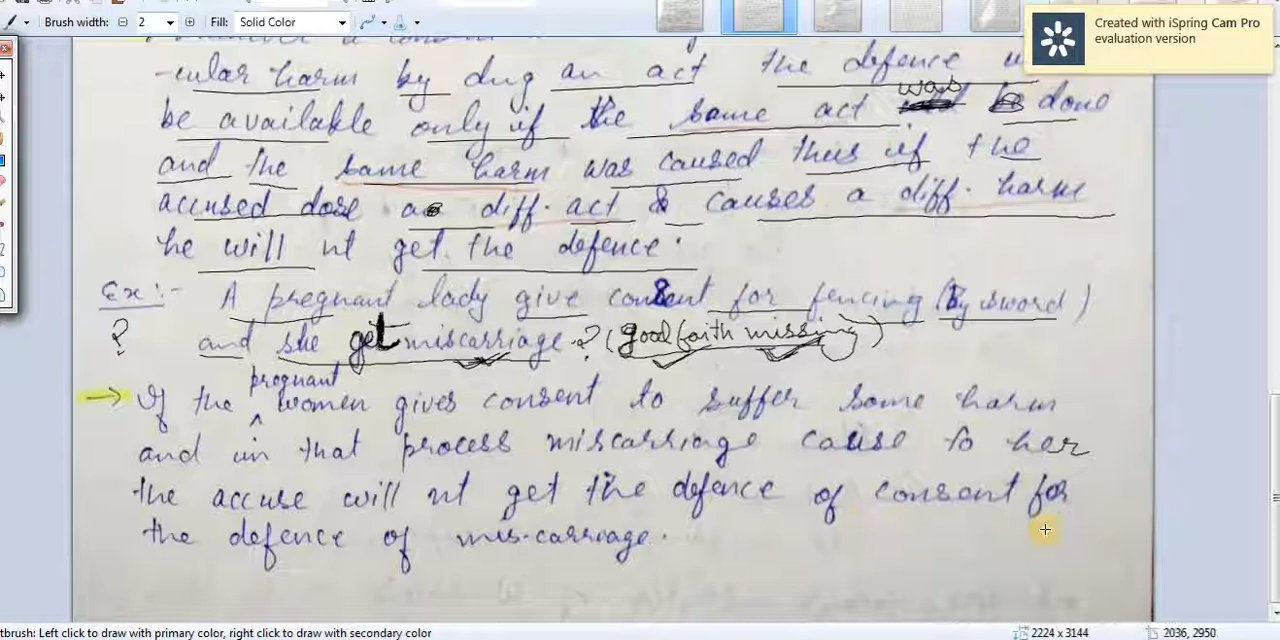 Brush width: 2 Fill: Solid Color
Created with iSpring Cam Pro
evaluation version
-cular harm by dng an act the defence
be available only if the same act was done
and the same harm was caused thus if the
accused dose a diff. act & causes a diff. harm
he will nt get the defence.
Ex:- A pregnant lady give consent for fencing (By sword)
? and she get miscarriage ? (good faith missing)
pregnant
→ If the ^ women gives consent to suffer some harm
and in that process miscarriage cause to her
the accuse will nt get the defence of consent for
the defence of mis-carriage.
tbrush: Left click to draw with primary color, right click to draw with secondary color
2224 x 3144
2036, 2950